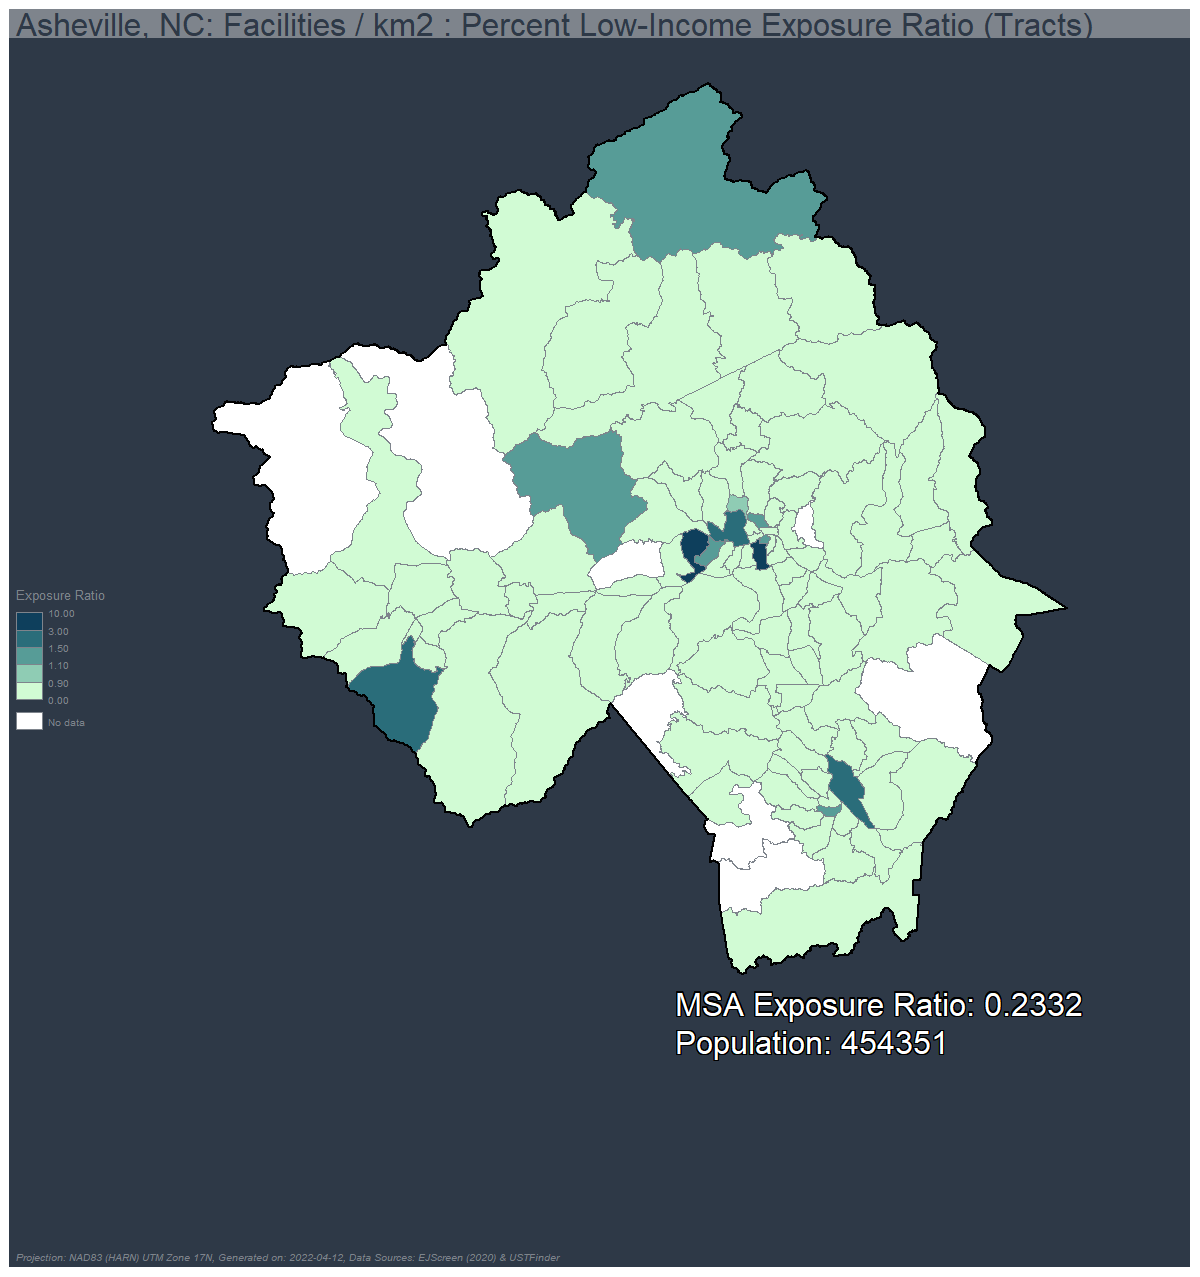 Asheville, NC: Facilities / km2 : Percent Low-Income Exposure Ratio (Tracts)
Exposure Ratio
10.00
3.00
1.50
1.10
0.90
0.00
No data
MSA Exposure Ratio: 0.2332
Population: 454351
Projection: NAD83 (HARN) UTM Zone 17N, Generated on: 2022-04-12, Data Sources: EJScreen (2020) & USTFinder